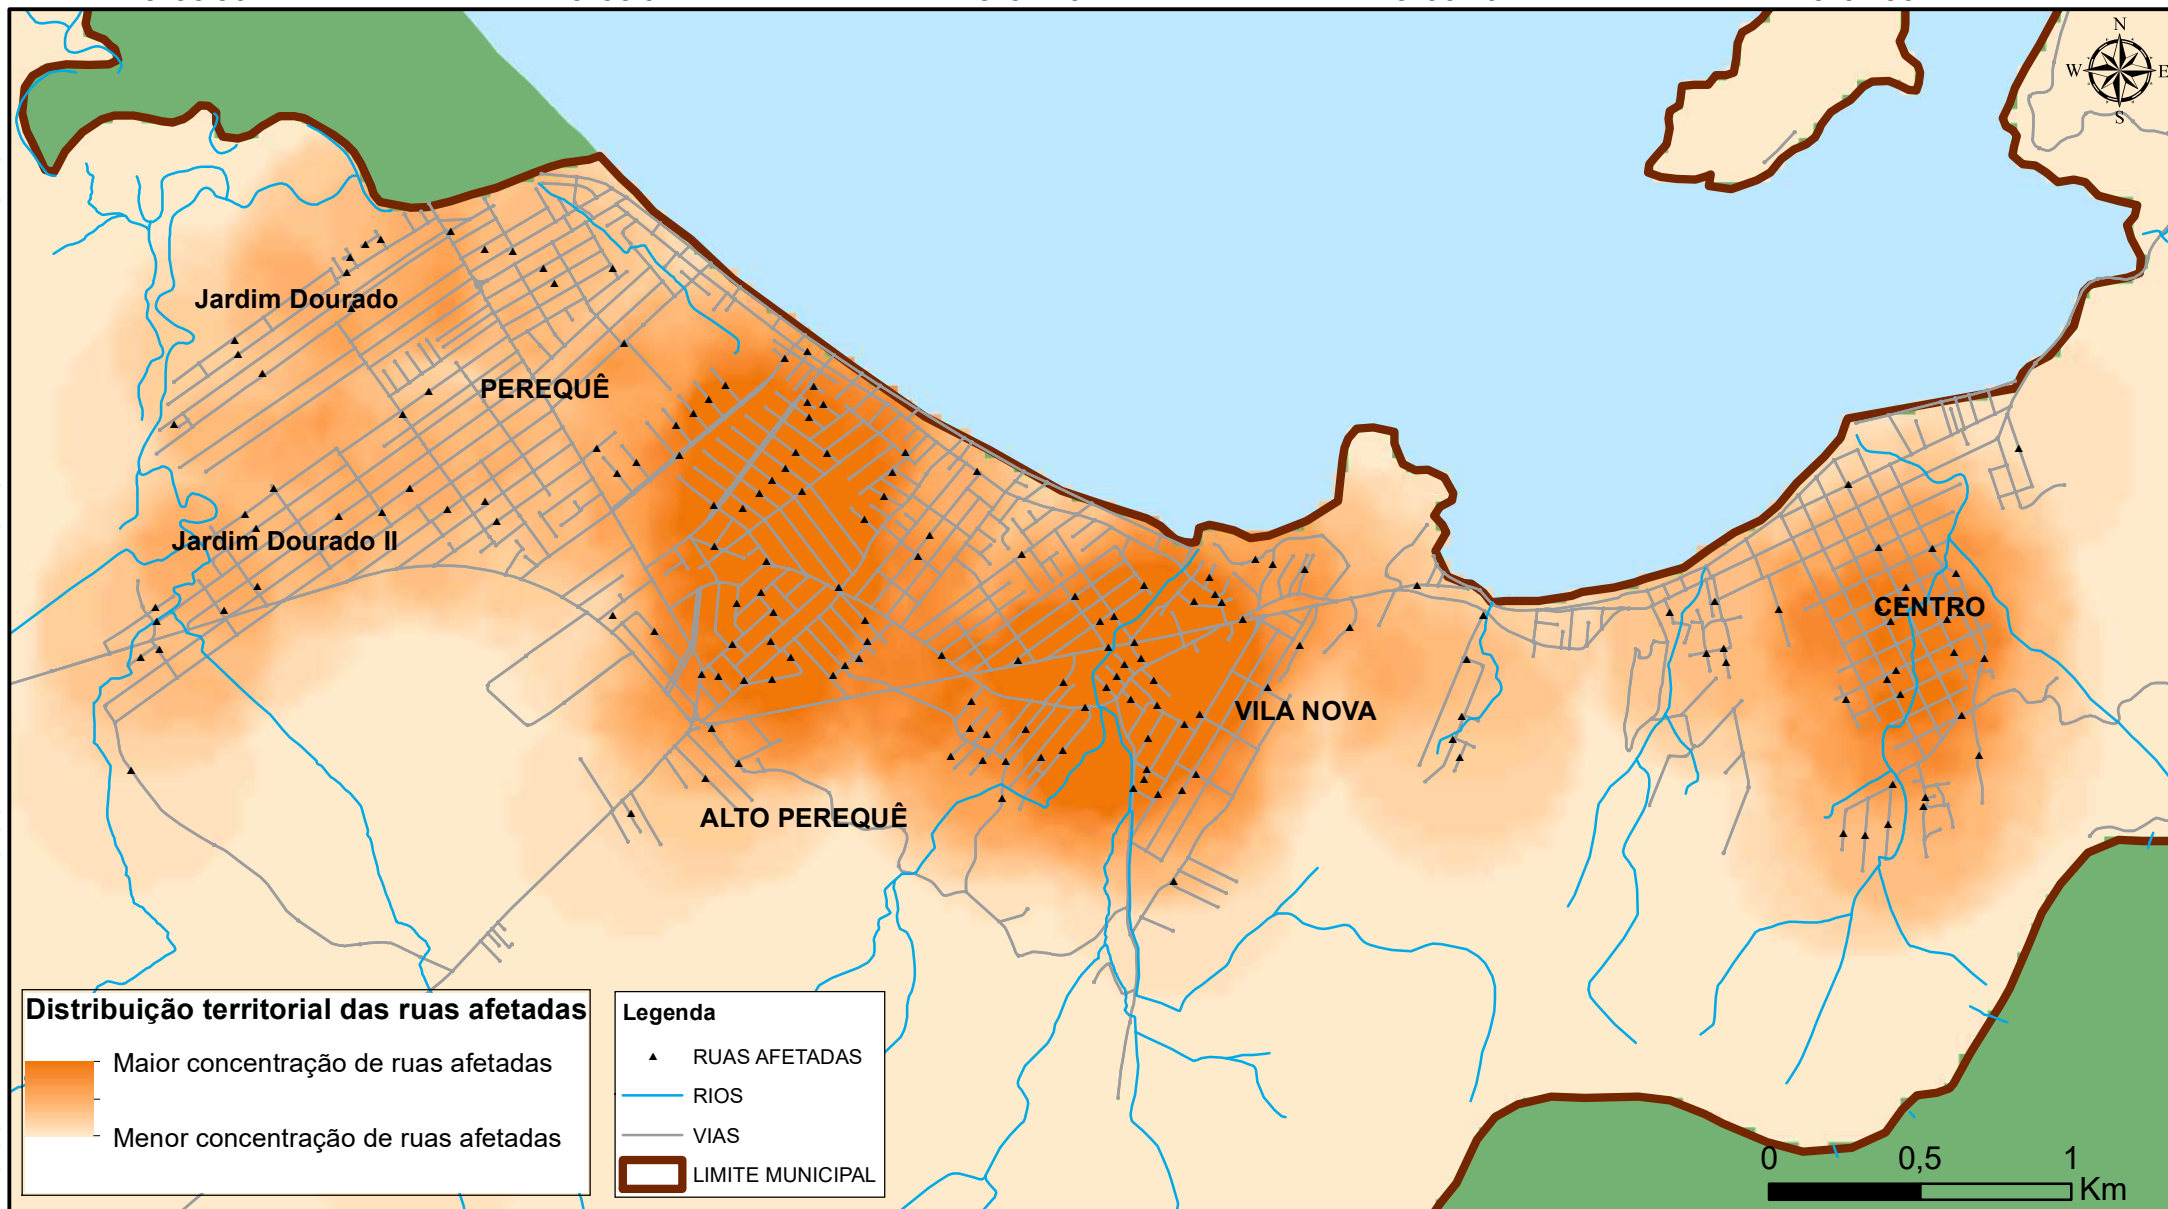 N
W E
S
Jardim Dourado
PEREQUÊ
Jardim Dourado II
CENTRO
VILA NOVA
ALTO PEREQUÊ
Distribuição territorial das ruas afetadas
Maior concentração de ruas afetadas
Menor concentração de ruas afetadas
Legenda
RUAS AFETADAS
RIOS
VIAS
LIMITE MUNICIPAL
0 0,5 1
Km